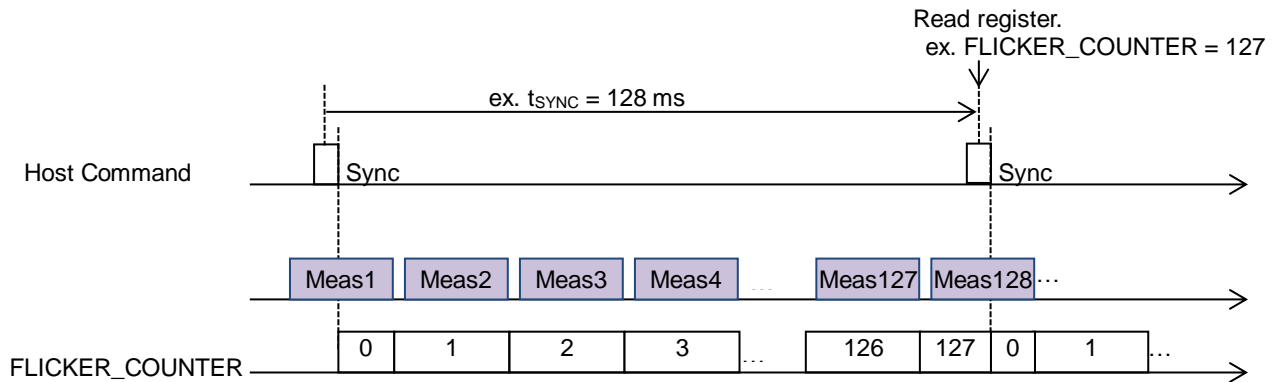 Read register.
ex. FLICKER_COUNTER = 127
ex. tSYNC = 128 ms
Host Command
Sync
Sync
Meas1 Meas2 Meas3 Meas4 ... Meas127 Meas128 ...
FLICKER_COUNTER 0 1 2 3 ... 126 127 0 1 ...